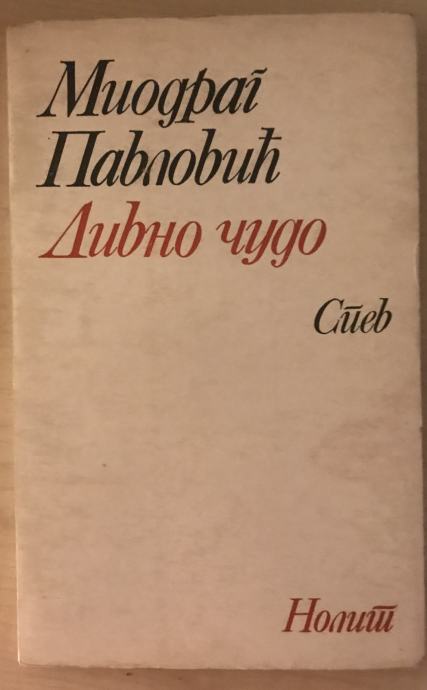 Миодраг
Павловић
Дивно чудо
Спев
Нолит